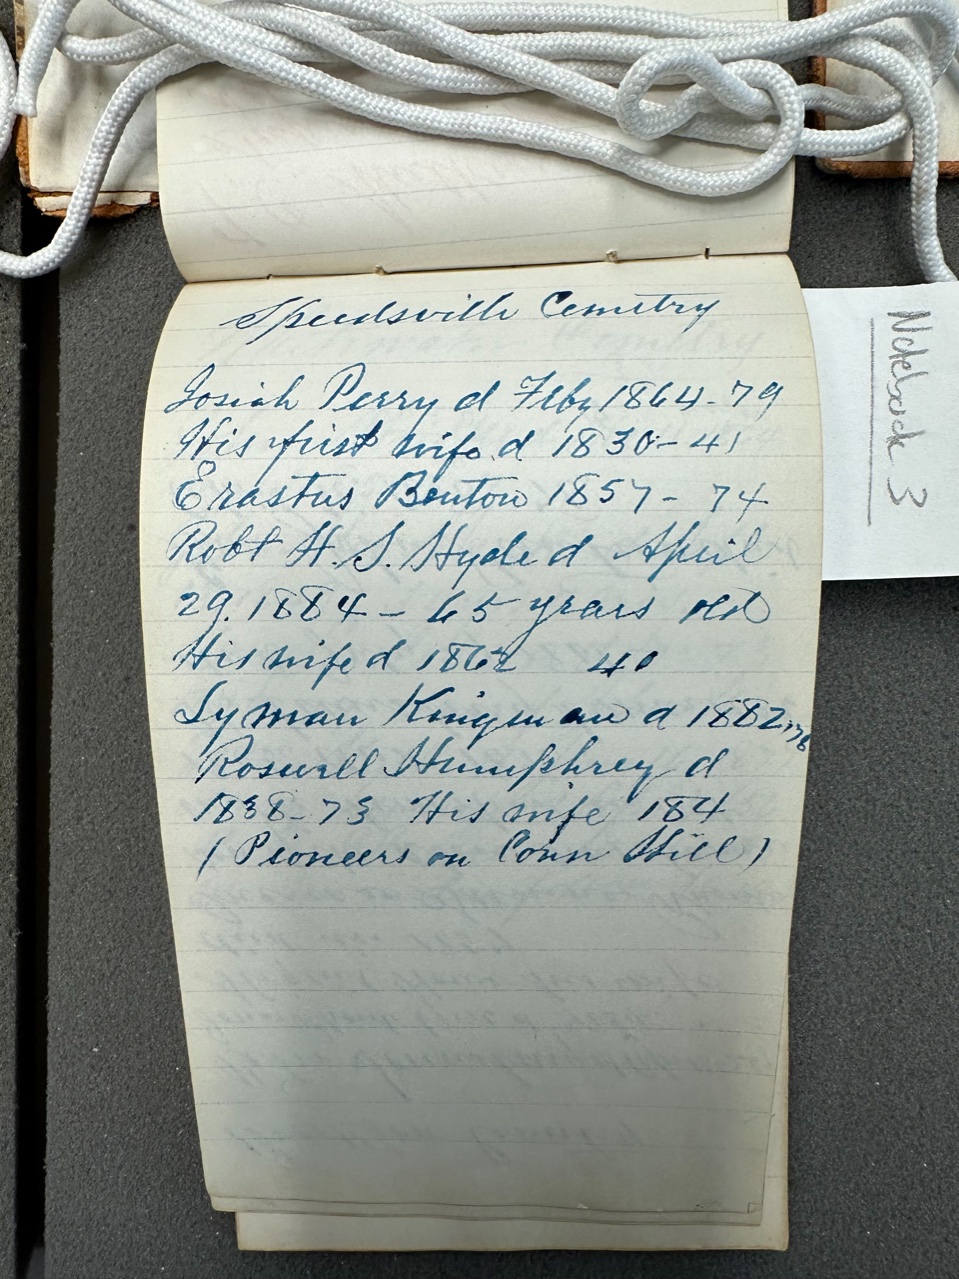 Speedsville Cemetry
Josiah Perry d Feby 1864-79
His first wife d 1830-41
Erastus Benton 1857-74
Robt H. S. Hyde d April
29. 1884-65 years old
His wife d 1862 40
Lyman Kingman d 1882, 76
Roswell Humphrey d
1838-73 His wife 184
(Pioneers on Conn Hill)
Notebook 3